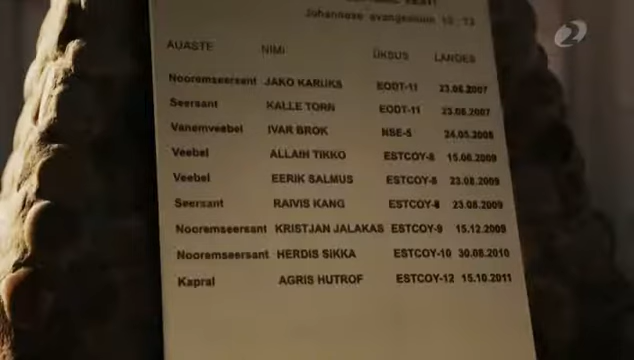 Johannese evangeelium 15:13
AUASTE NIMI ÜKSUS LANGES
Nooremseersant JAKO KARUKS EODT-11 23.06.2007
Seersant KALLE TORN EODT-11 23.06.2007
Vanemveebel IVAR BROK NSE-5 24.05.2008
Veebel ALLAIN TIKKO ESTCOY-8 15.06.2009
Veebel EERIK SALMUS ESTCOY-8 23.08.2009
Seersant RAIVIS KANG ESTCOY-8 23.08.2009
Nooremseersant KRISTJAN JALAKAS ESTCOY-9 15.12.2009
Nooremseersant HERDIS SIKKA ESTCOY-10 30.08.2010
Kapral AGRIS HUTROF ESTCOY-12 15.10.2011
2